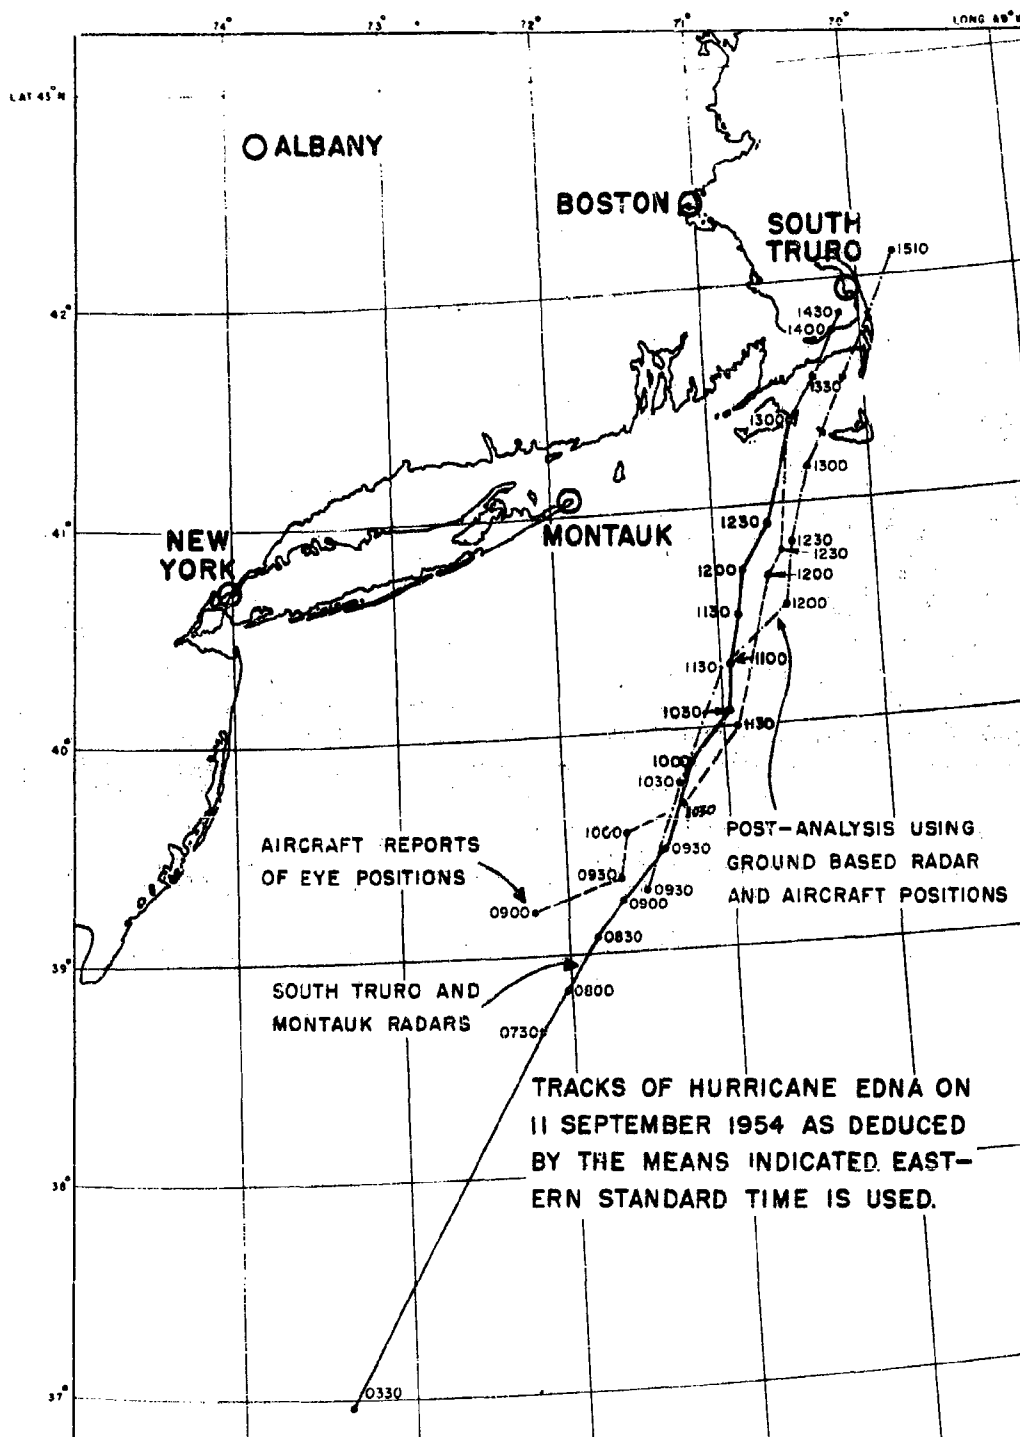 74° 73° 72° 71° 70° LONG 69° W
LAT 43° N
ALBANY
BOSTON
SOUTH
TRURO
1510
42°
1430
1400
1330
1300
1300
41°
NEW
YORK
MONTAUK
1230
1230
1230
1200
1200
1200
1130
1130
1100
1030
1130
40°
1000
1030
1030
1000
AIRCRAFT REPORTS
OF EYE POSITIONS
POST-ANALYSIS USING
GROUND BASED RADAR
AND AIRCRAFT POSITIONS
0930
0930
0930
0900
0900
0830
39°
SOUTH TRURO AND
MONTAUK RADARS
0800
0730
TRACKS OF HURRICANE EDNA ON
11 SEPTEMBER 1954 AS DEDUCED
BY THE MEANS INDICATED. EAST-
ERN STANDARD TIME IS USED.
38°
37°
0330